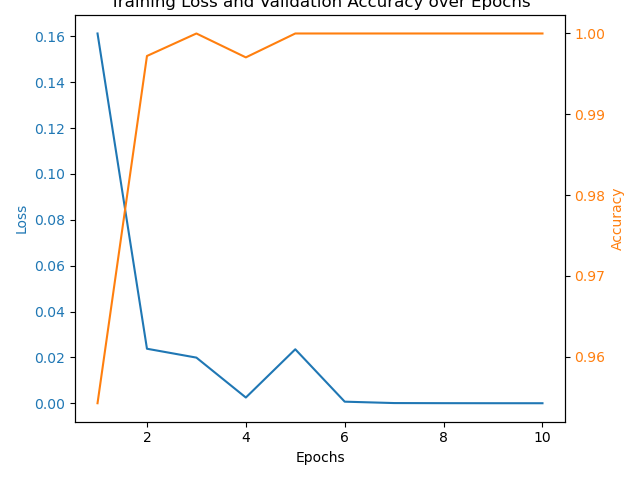 Training Loss and Validation Accuracy over Epochs
0.16
0.14
0.12
0.10
0.08
0.06
0.04
0.02
0.00
Loss
1.00
0.99
0.98
0.97
0.96
Accuracy
2 4 6 8 10
Epochs